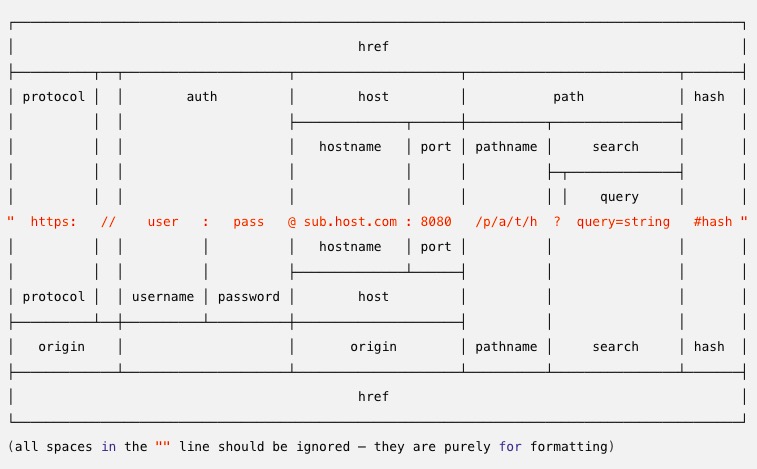 href
protocol auth host path hash
hostname port pathname search
query
" https: // user : pass @ sub.host.com : 8080 /p/a/t/h ? query=string #hash "
hostname port
protocol username password host
origin origin pathname search hash
href
(all spaces in the "" line should be ignored — they are purely for formatting)